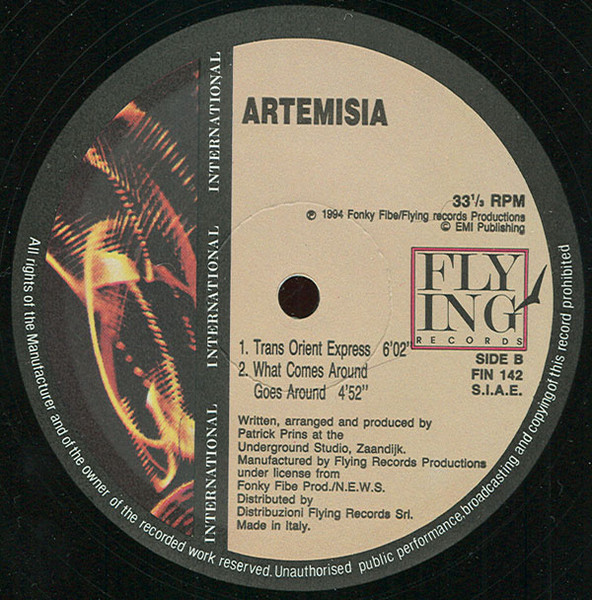 ARTEMISIA
33⅓ RPM
℗ 1994 Fonky Fibe/Flying records Productions
© EMI Publishing
FLY
ING
RECORDS
SIDE B
FIN 142
S.I.A.E.
1. Trans Orient Express 6'02"
2. What Comes Around
Goes Around 4'52"
Written, arranged and produced by
Patrick Prins at the
Underground Studio, Zaandijk.
Manufactured by Flying Records Productions
under license from
Fonky Fibe Prod./N.E.W.S.
Distributed by
Distribuzioni Flying Records Srl.
Made in Italy.
INTERNATIONAL
INTERNATIONAL
INTERNATIONAL
All rights of the Manufacturer and of the owner of the recorded work reserved. Unauthorised public performance, broadcasting and copying of this record prohibited